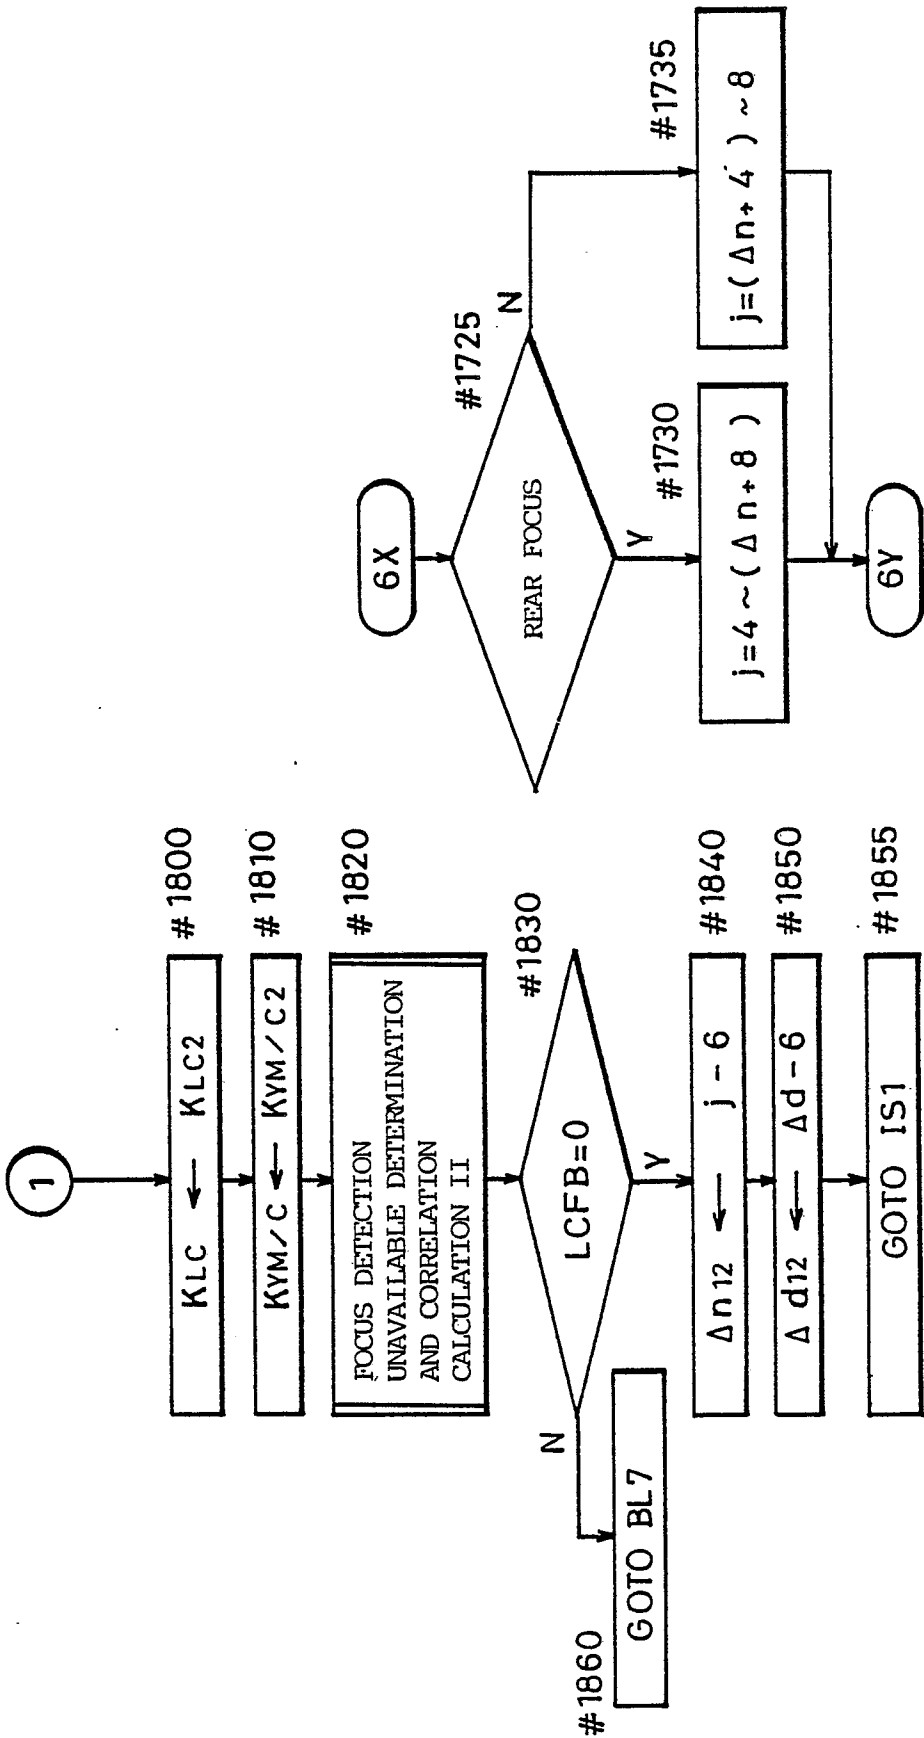 1
#1800
KLC ← KLC2
#1810
KYM/C ← KYM/C2
#1820
FOCUS DETECTION
UNAVAILABLE DETERMINATION
AND CORRELATION
CALCULATION II
#1830
LCFB=0
N
Y
#1860
GOTO BL7
#1840
Δn12 ← j-6
#1850
Δd12 ← Δd-6
#1855
GOTO IS1
6X
#1725
REAR FOCUS
N
Y
#1730
j=4~(Δn+8)
#1735
j=(Δn+4)~8
6Y